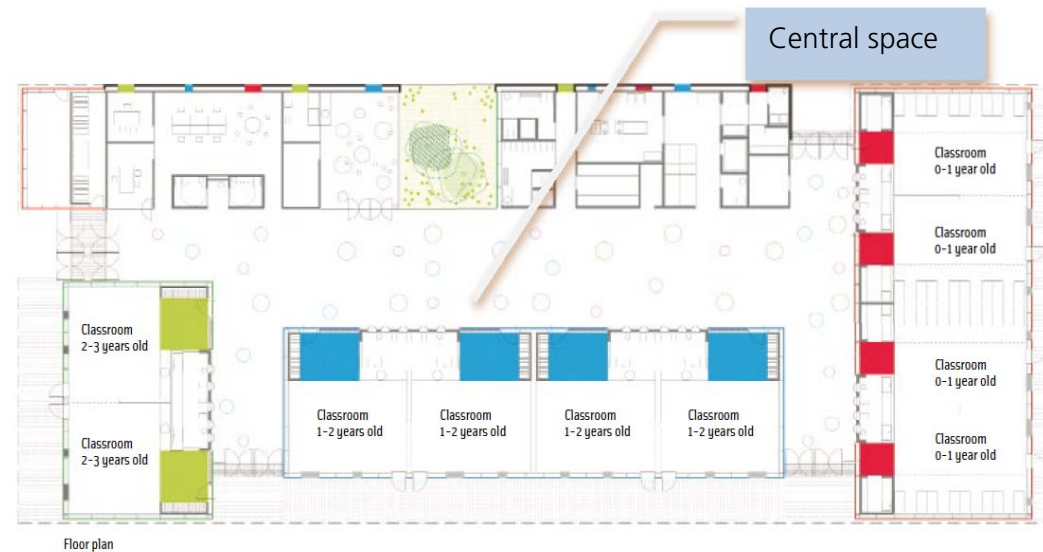 Central space
Classroom
0-1 year old
Classroom
0-1 year old
Classroom
2-3 years old
Classroom
0-1 year old
Classroom
1-2 years old
Classroom
1-2 years old
Classroom
1-2 years old
Classroom
1-2 years old
Classroom
2-3 years old
Classroom
0-1 year old
Floor plan